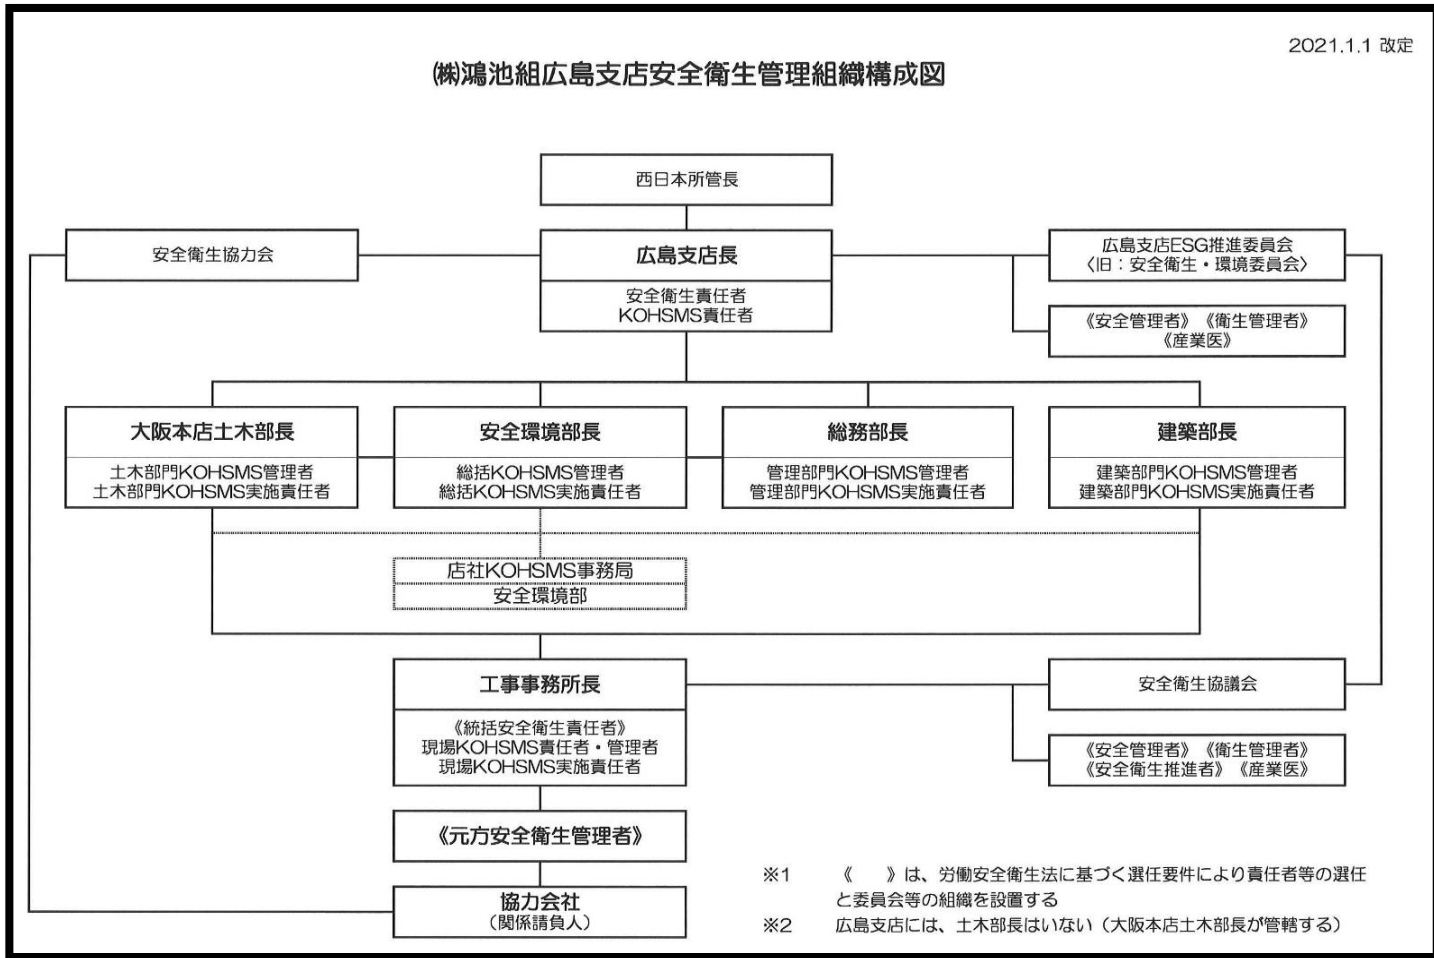 2021.1.1 改定
㈱鴻池組広島支店安全衛生管理組織構成図
西日本所管長
安全衛生協力会
広島支店長
安全衛生責任者
KOHSMS責任者
広島支店ESG推進委員会
〈旧：安全衛生・環境委員会〉
《安全管理者》《衛生管理者》
《産業医》
大阪本店土木部長
土木部門KOHSMS管理者
土木部門KOHSMS実施責任者
安全環境部長
総括KOHSMS管理者
総括KOHSMS実施責任者
総務部長
管理部門KOHSMS管理者
管理部門KOHSMS実施責任者
建築部長
建築部門KOHSMS管理者
建築部門KOHSMS実施責任者
店社KOHSMS事務局
安全環境部
工事事務所長
《統括安全衛生責任者》
現場KOHSMS責任者・管理者
現場KOHSMS実施責任者
安全衛生協議会
《安全管理者》《衛生管理者》
《安全衛生推進者》《産業医》
《元方安全衛生管理者》
協力会社
（関係請負人）
※1 《　　》は、労働安全衛生法に基づく選任要件により責任者等の選任
と委員会等の組織を設置する
※2 広島支店には、土木部長はいない（大阪本店土木部長が管轄する）